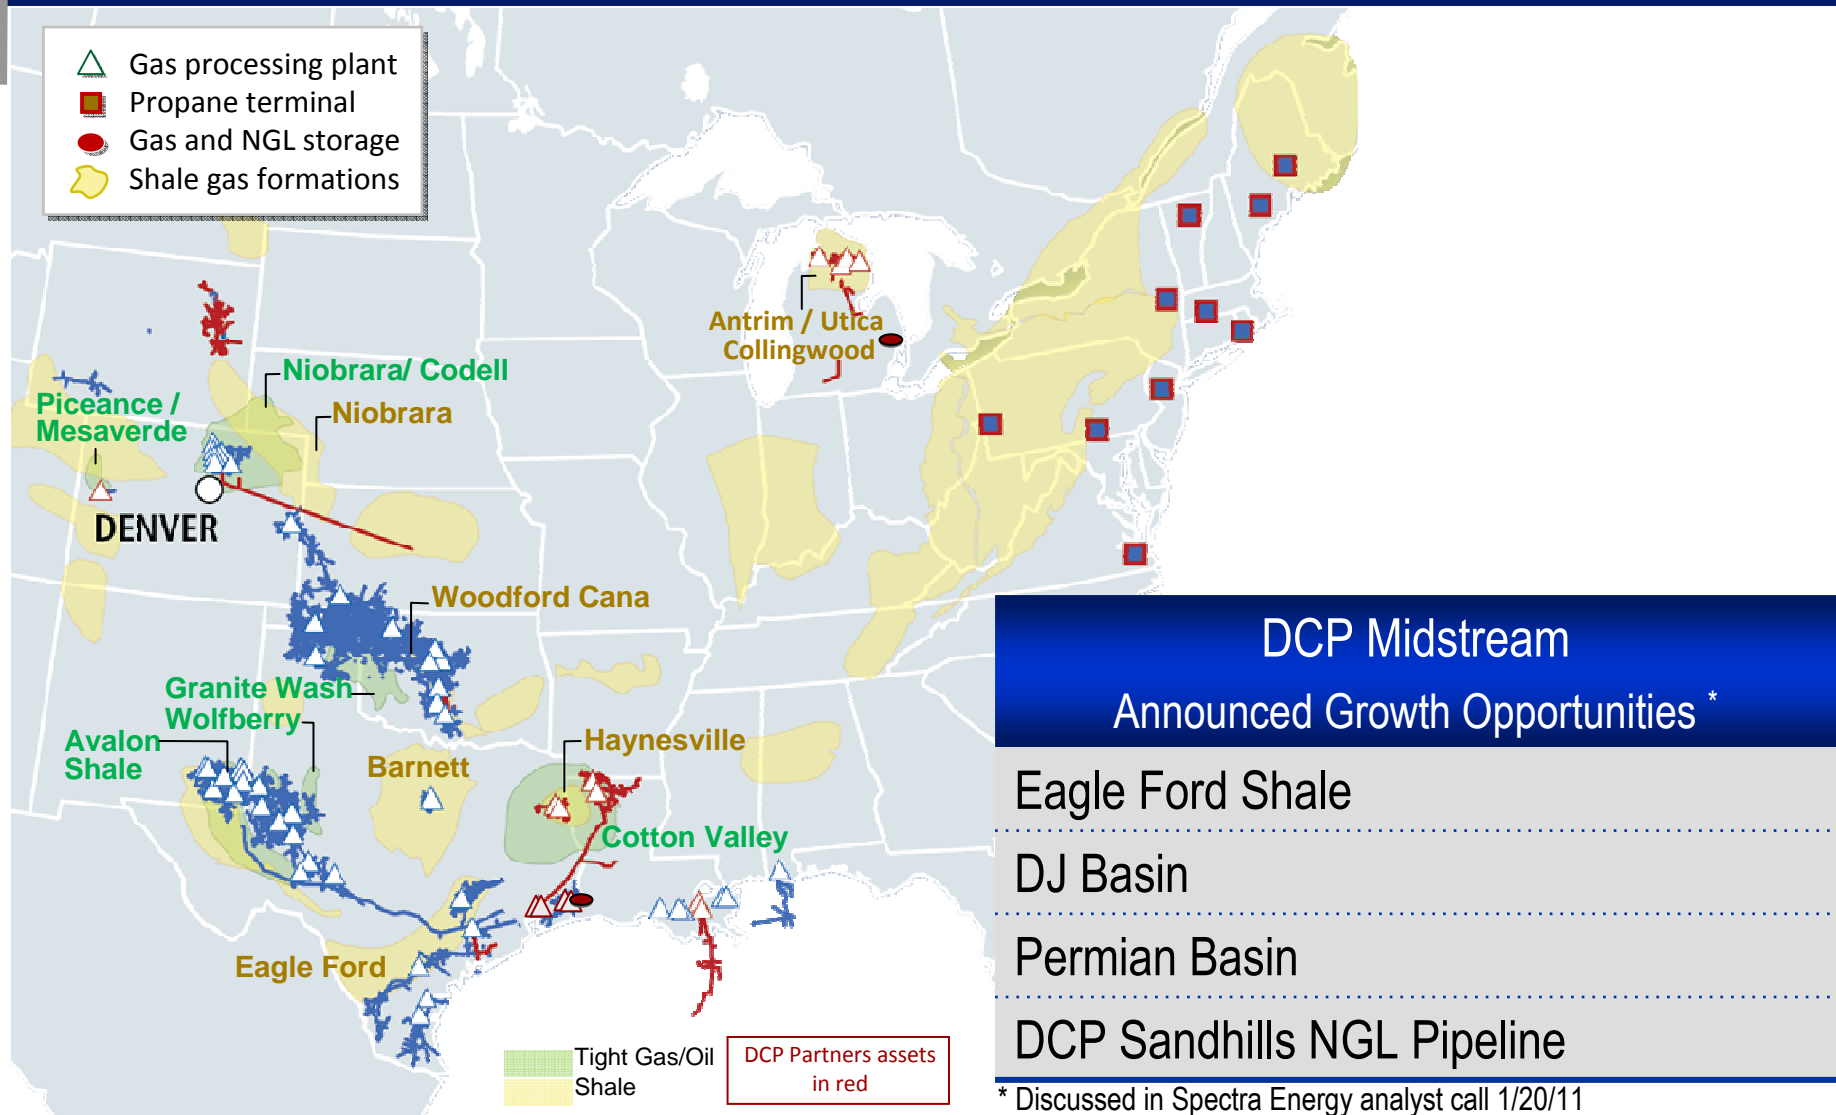 Gas processing plant
Propane terminal
Gas and NGL storage
Shale gas formations
Antrim / Utica
Collingwood
Niobrara/ Codell
Niobrara
Piceance /
Mesaverde
DENVER
Woodford Cana
Granite Wash
Wolfberry
Avalon
Shale
Barnett
Haynesville
Cotton Valley
Eagle Ford
Tight Gas/Oil
Shale
DCP Partners assets
in red
DCP Midstream
Announced Growth Opportunities *
Eagle Ford Shale
DJ Basin
Permian Basin
DCP Sandhills NGL Pipeline
* Discussed in Spectra Energy analyst call 1/20/11